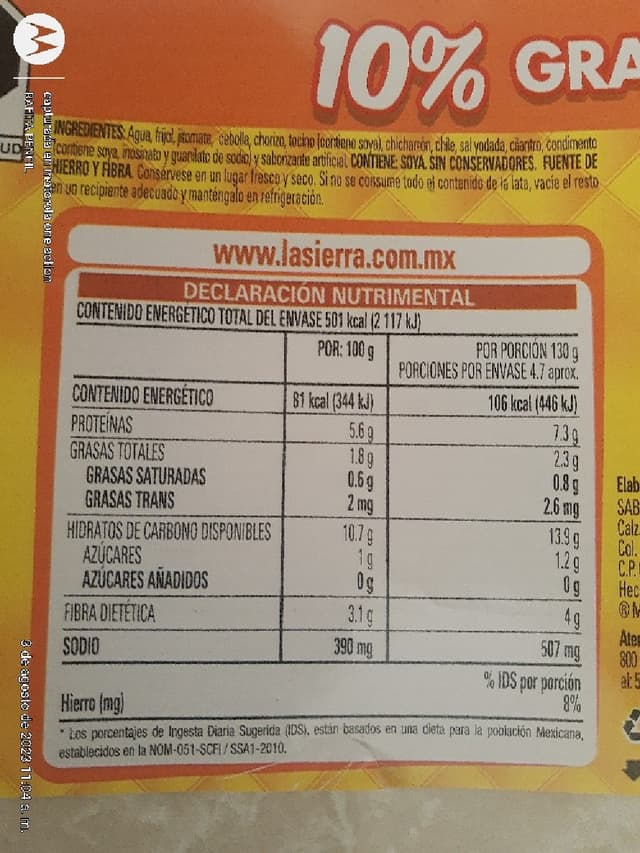 10% GRA
UD
INGREDIENTES: Agua, frijol, jitomate, cebolla, chorizo, tocino (contiene soya), chicharrón, chile, sal yodada, cilantro, condimento
(contiene soya, inosinato y guanilato de sodio) y saborizante artificial. CONTIENE SOYA. SIN CONSERVADORES. FUENTE DE
HIERRO Y FIBRA. Consérvese en un lugar fresco y seco. Si no se consume todo el contenido de la lata, vacíe el resto
en un recipiente adecuado y manténgalo en refrigeración.
www.lasierra.com.mx
DECLARACIÓN NUTRIMENTAL
CONTENIDO ENERGÉTICO TOTAL DEL ENVASE 501 kcal (2 117 kJ)
POR: 100 g POR PORCIÓN 130 g
PORCIONES POR ENVASE 4.7 aprox.
CONTENIDO ENERGÉTICO 81 kcal (344 kJ) 106 kcal (446 kJ)
PROTEÍNAS 5.6 g 7.3 g
GRASAS TOTALES 1.8 g 2.3 g
GRASAS SATURADAS 0.6 g 0.8 g
GRASAS TRANS 2 mg 2.6 mg
HIDRATOS DE CARBONO DISPONIBLES 10.7 g 13.9 g
AZÚCARES 1 g 1.2 g
AZÚCARES AÑADIDOS 0 g 0 g
FIBRA DIETÉTICA 3.1 g 4 g
SODIO 390 mg 507 mg
% IDS por porción
Hierro (mg) 8%
* Los porcentajes de Ingesta Diaria Sugerida (IDS), están basados en una dieta para la población Mexicana,
establecidos en la NOM-051-SCFI / SSA1-2010.
Elab
SAB
Calz.
Col.
C.P.
Hec
® M
Aten
800
al: 5
capturada en motorola one action
3 de agosto de 2023 11:04 a. m.